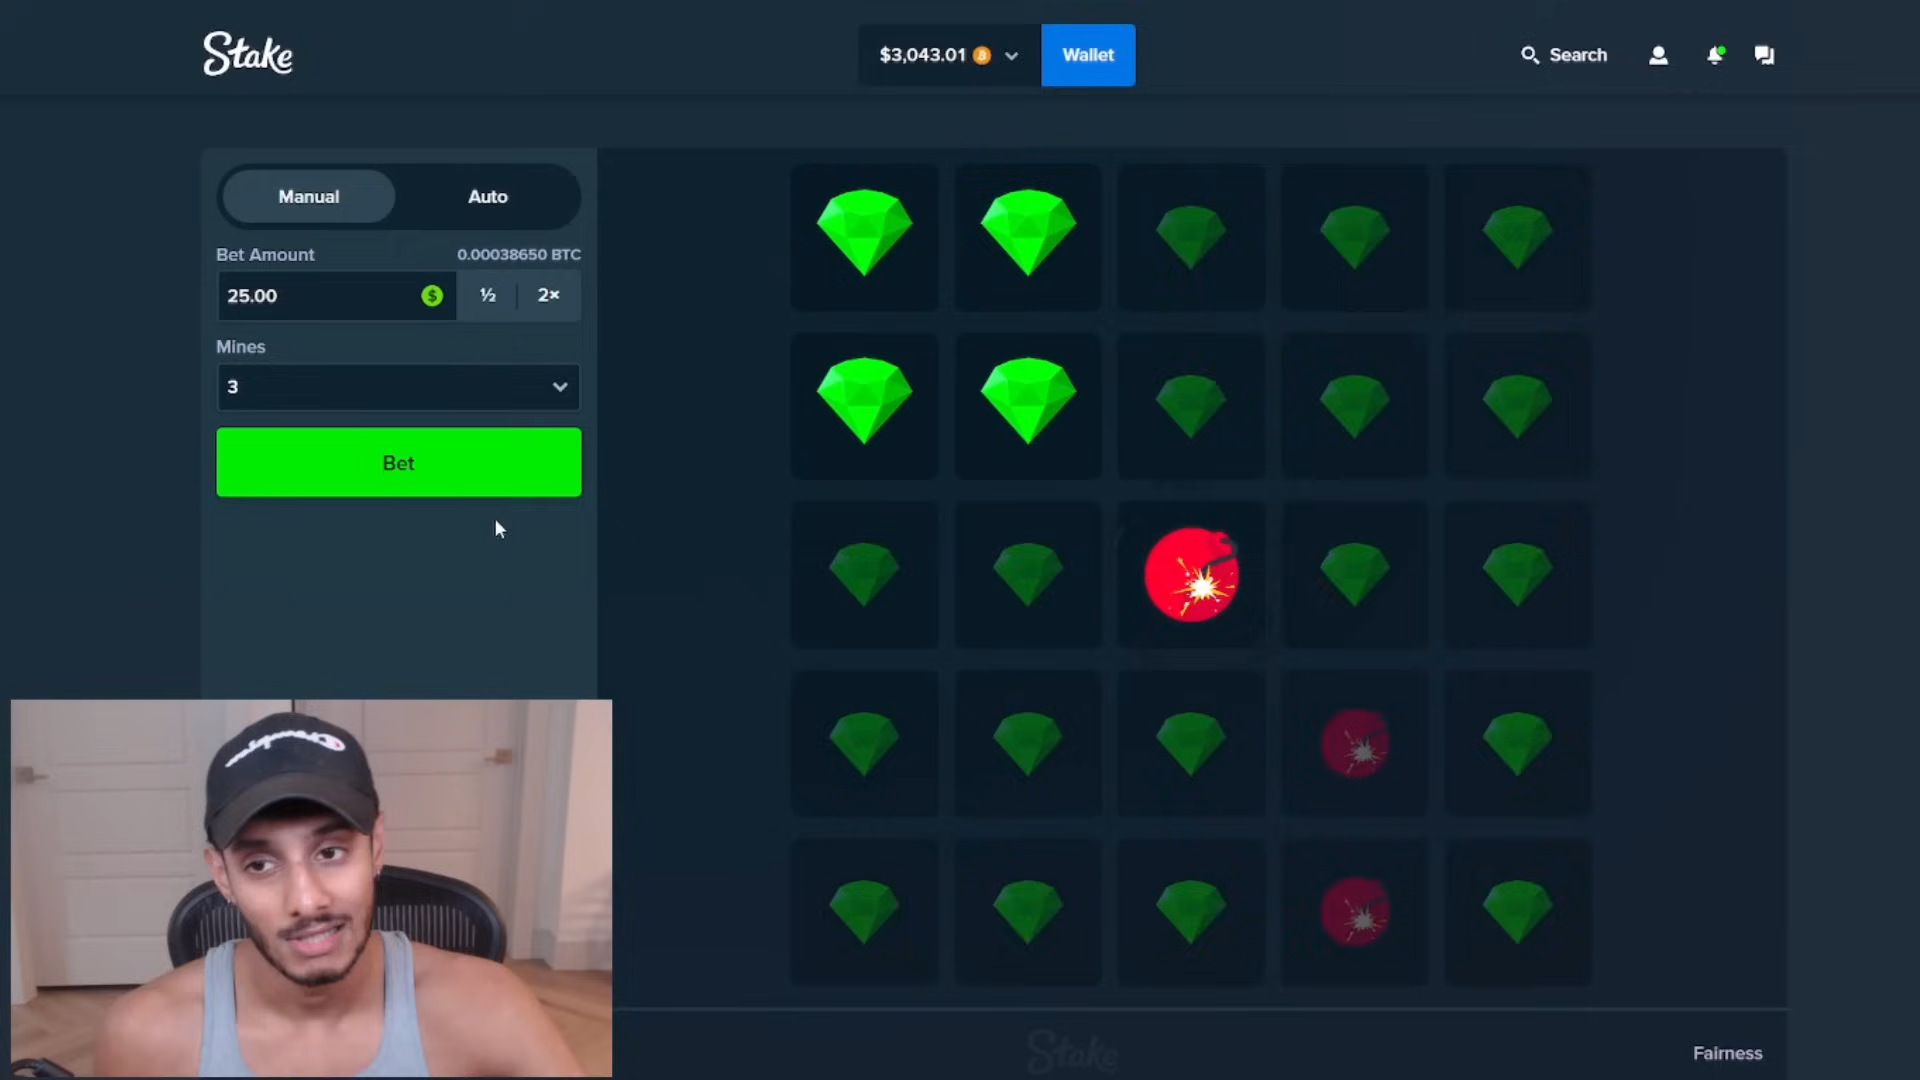 Stake
$3,043.01
Wallet
Search
Manual
Auto
Bet Amount
0.00038650 BTC
25.00
$
½
2×
Mines
3
Bet
Stake
Fairness